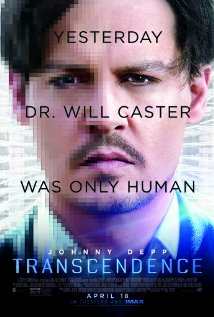 YESTERDAY
DR. WILL CASTER
WAS ONLY HUMAN
JOHNNY DEPP
TRANSCENDENCE
APRIL 18
IN THEATERS AND IMAX